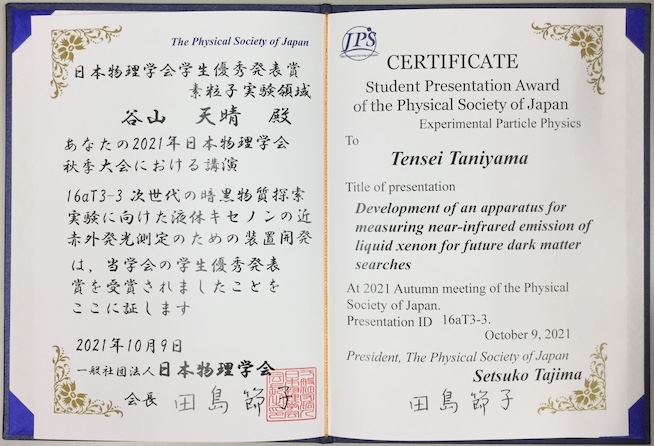 The Physical Society of Japan
日本物理学会学生優秀発表賞
素粒子実験領域
谷山 天晴 殿
あなたの2021年日本物理学会
秋季大会における講演
16aT3-3 次世代の暗黒物質探索
実験に向けた液体キセノンの近
赤外発光測定のための装置開発
は、当学会の学生優秀発表
賞を受賞されましたことを
ここに証します
2021年10月9日
一般社団法人日本物理学会
会長 田島節子
JPS
CERTIFICATE
Student Presentation Award
of the Physical Society of Japan
Experimental Particle Physics
To
Tensei Taniyama
Title of presentation
Development of an apparatus for
measuring near-infrared emission of
liquid xenon for future dark matter
searches
At 2021 Autumn meeting of the Physical
Society of Japan.
Presentation ID 16aT3-3.
October 9, 2021
President, The Physical Society of Japan
Setsuko Tajima
田島節子